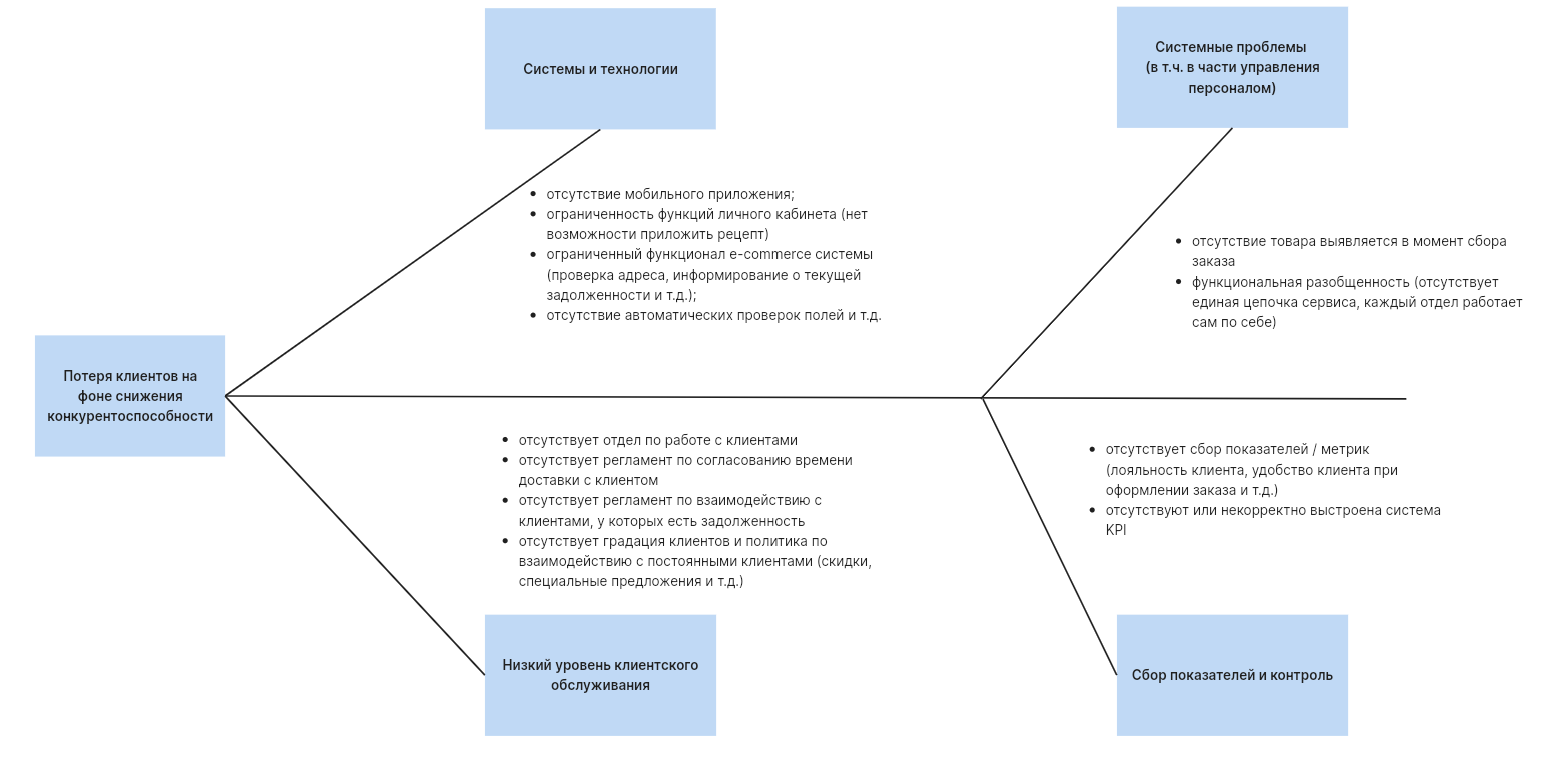 Системы и технологии
Системные проблемы
(в т.ч. в части управления
персоналом)
• отсутствие мобильного приложения;
• ограниченность функций личного кабинета (нет
возможности приложить рецепт)
• ограниченный функционал e-commerce системы
(проверка адреса, информирование о текущей
задолженности и т.д.);
• отсутствие автоматических проверок полей и т.д.
• отсутствие товара выявляется в момент сбора
заказа
• функциональная разобщенность (отсутствует
единая цепочка сервиса, каждый отдел работает
сам по себе)
Потеря клиентов на
фоне снижения
конкурентоспособности
• отсутствует отдел по работе с клиентами
• отсутствует регламент по согласованию времени
доставки с клиентом
• отсутствует регламент по взаимодействию с
клиентами, у которых есть задолженность
• отсутствует градация клиентов и политика по
взаимодействию с постоянными клиентами (скидки,
специальные предложения и т.д.)
• отсутствует сбор показателей / метрик
(лояльность клиента, удобство клиента при
оформлении заказа и т.д.)
• отсутствуют или некорректно выстроена система
KPI
Низкий уровень клиентского
обслуживания
Сбор показателей и контроль